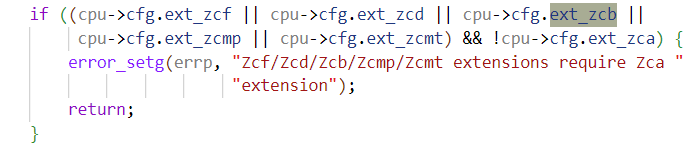 if ((cpu->cfg.ext_zcf || cpu->cfg.ext_zcd || cpu->cfg.ext_zcb ||
cpu->cfg.ext_zcmp || cpu->cfg.ext_zcmt) && !cpu->cfg.ext_zca) {
error_setg(errp, "Zcf/Zcd/Zcb/Zcmp/Zcmt extensions require Zca "
"extension");
return;
}